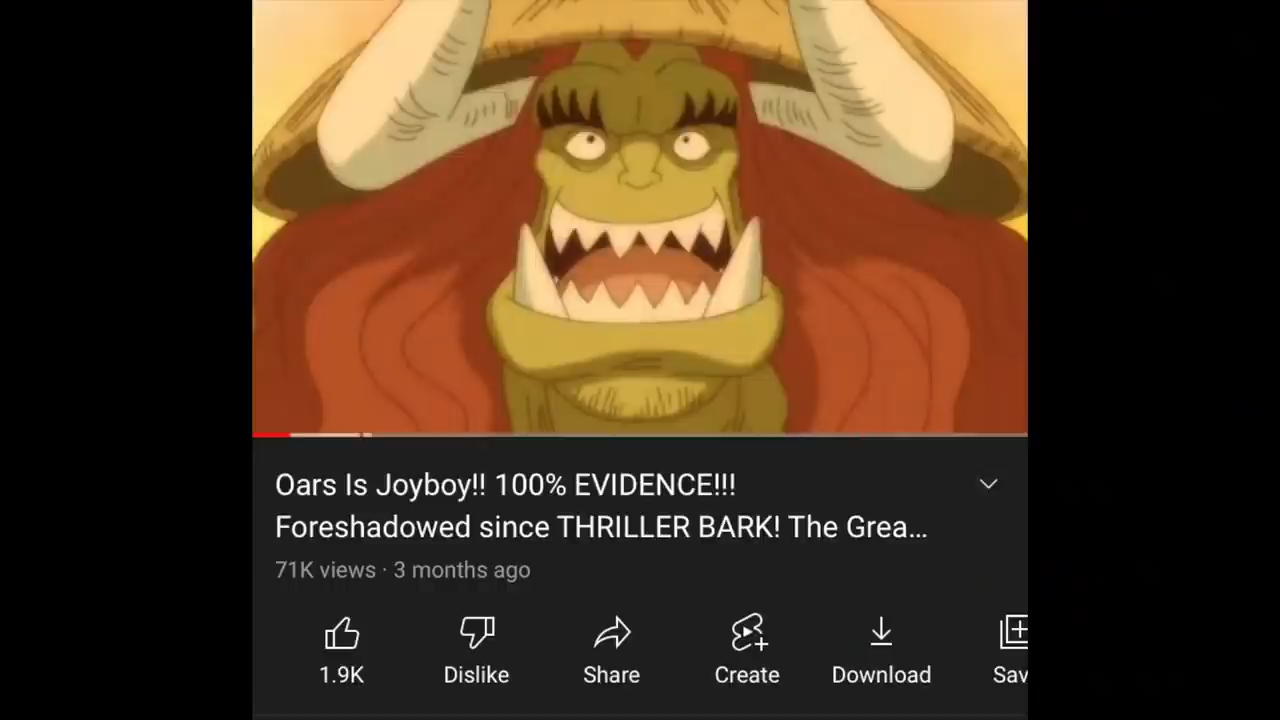 Oars Is Joyboy!! 100% EVIDENCE!!!
Foreshadowed since THRILLER BARK! The Grea...
71K views · 3 months ago
1.9K Dislike Share Create Download Sav